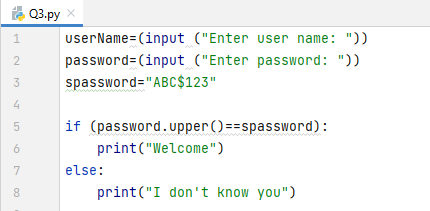 Q3.py ×
1 userName=(input ("Enter user name: "))
2 password=(input ("Enter password: "))
3 spassword="ABC$123"
4
5 if (password.upper()==spassword):
6     print("Welcome")
7 else:
8     print("I don't know you")